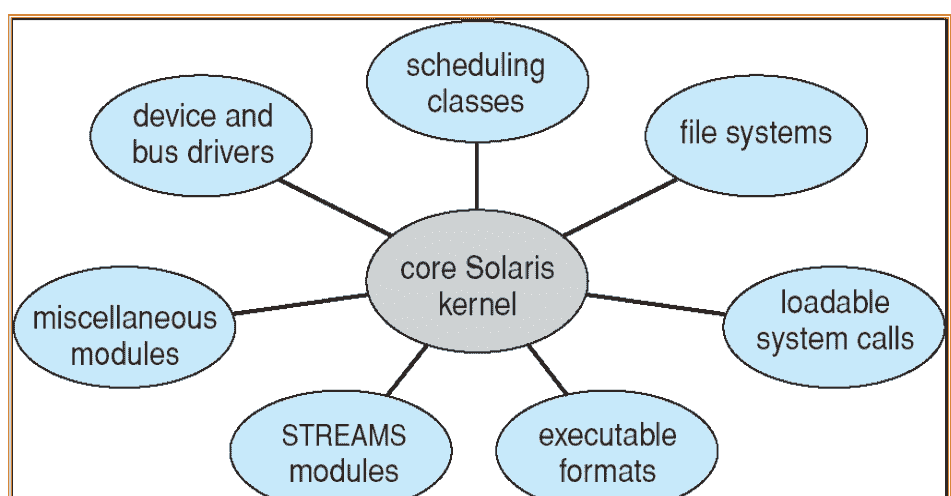 scheduling
classes
device and
bus drivers
file systems
core Solaris
kernel
miscellaneous
modules
loadable
system calls
STREAMS
modules
executable
formats